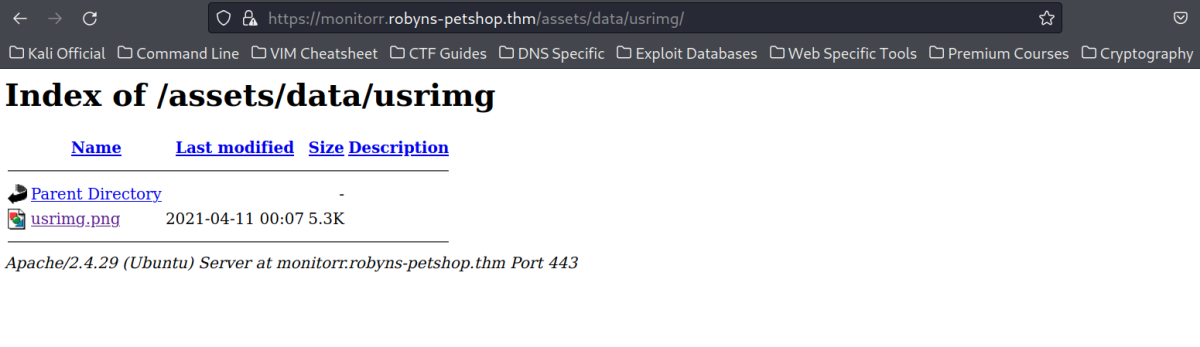 https://monitorr.robyns-petshop.thm/assets/data/usrimg/
Kali Official Command Line VIM Cheatsheet CTF Guides DNS Specific Exploit Databases Web Specific Tools Premium Courses Cryptography
Index of /assets/data/usrimg
Name Last modified Size Description
Parent Directory -
usrimg.png 2021-04-11 00:07 5.3K
Apache/2.4.29 (Ubuntu) Server at monitorr.robyns-petshop.thm Port 443